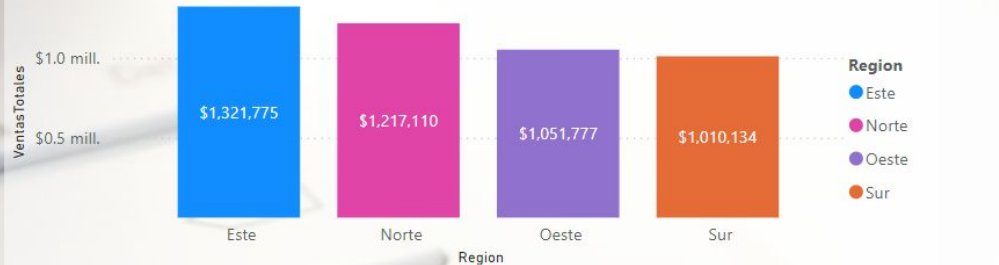 VentasTotales
$1.0 mill.
$0.5 mill.
$1,321,775
$1,217,110
$1,051,777
$1,010,134
Este
Norte
Oeste
Sur
Region
Region
Este
Norte
Oeste
Sur